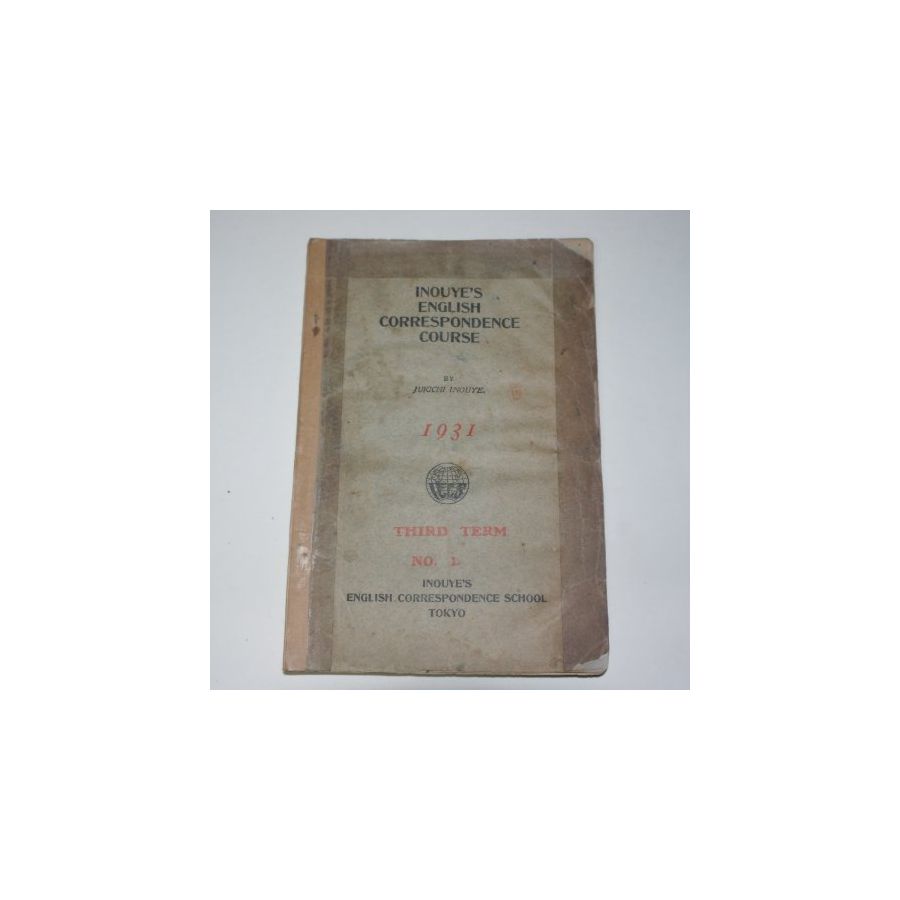 INOUYE'S
ENGLISH
CORRESPONDENCE
COURSE
BY
JUKICHI INOUYE.
1931
THIRD TERM
NO. 1.
INOUYE'S
ENGLISH CORRESPONDENCE SCHOOL
TOKYO